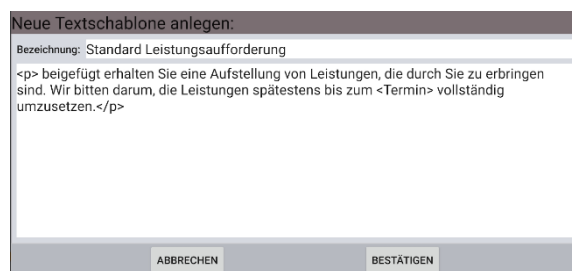 Neue Textschablone anlegen:
Bezeichnung: Standard Leistungsaufforderung
<p> beigefügt erhalten Sie eine Aufstellung von Leistungen, die durch Sie zu erbringen
sind. Wir bitten darum, die Leistungen spätestens bis zum <Termin> vollständig
umzusetzen.</p>
ABBRECHEN BESTÄTIGEN